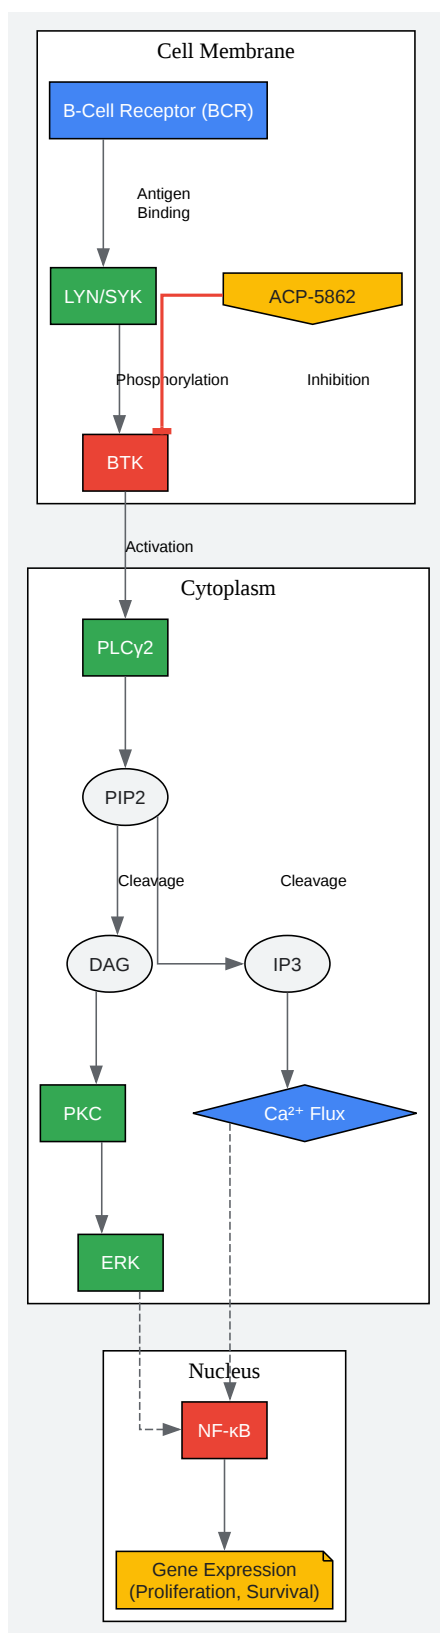 Cell Membrane
B-Cell Receptor (BCR)
Antigen
Binding
LYN/SYK
ACP-5862
Phosphorylation
Inhibition
BTK
Activation
Cytoplasm
PLCγ2
PIP2
Cleavage
Cleavage
DAG
IP3
PKC
Ca²⁺ Flux
ERK
Nucleus
NF-κB
Gene Expression
(Proliferation, Survival)